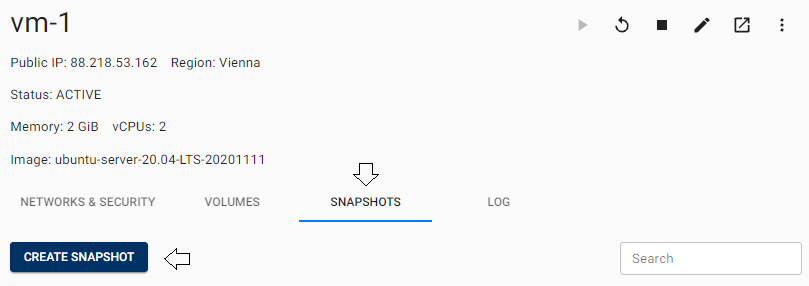 vm-1
Public IP: 88.218.53.162 Region: Vienna
Status: ACTIVE
Memory: 2 GiB vCPUs: 2
Image: ubuntu-server-20.04-LTS-20201111
NETWORKS & SECURITY VOLUMES SNAPSHOTS LOG
CREATE SNAPSHOT Search